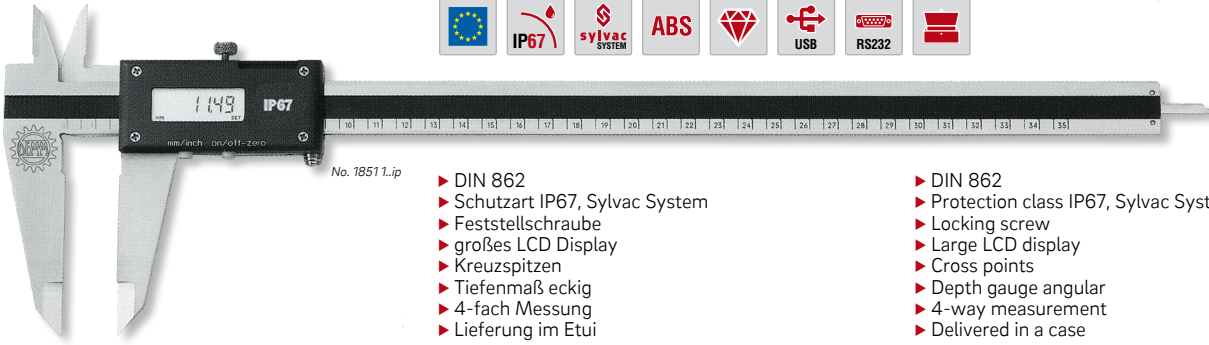 IP67
sylvac
SYSTEM
ABS
USB
RS232
11.49
MM
SET
IP67
mm/inch on/off-zero
1
10 11 12 13 14 15 16 17 18 19 20 21 22 23 24 25 26 27 28 29 30 31 32 33 34 35
No. 18511..ip
▶ DIN 862
▶ Schutzart IP67, Sylvac System
▶ Feststellschraube
▶ großes LCD Display
▶ Kreuzspitzen
▶ Tiefenmaß eckig
▶ 4-fach Messung
▶ Lieferung im Etui
▶ DIN 862
▶ Protection class IP67, Sylvac Syst
▶ Locking screw
▶ Large LCD display
▶ Cross points
▶ Depth gauge angular
▶ 4-way measurement
▶ Delivered in a case